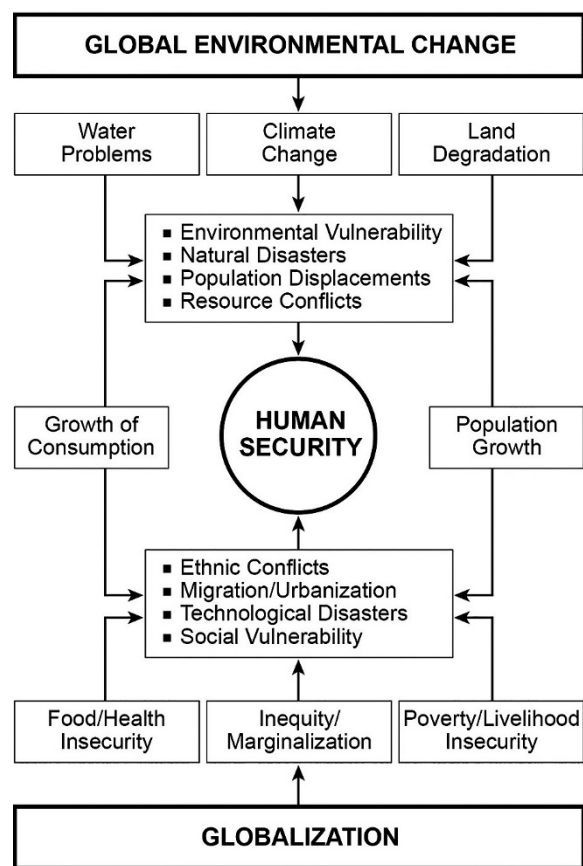 GLOBAL ENVIRONMENTAL CHANGE
Water
Problems
Climate
Change
Land
Degradation
■ Environmental Vulnerability
■ Natural Disasters
■ Population Displacements
■ Resource Conflicts
Growth of
Consumption
HUMAN
SECURITY
Population
Growth
■ Ethnic Conflicts
■ Migration/Urbanization
■ Technological Disasters
■ Social Vulnerability
Food/Health
Insecurity
Inequity/
Marginalization
Poverty/Livelihood
Insecurity
GLOBALIZATION